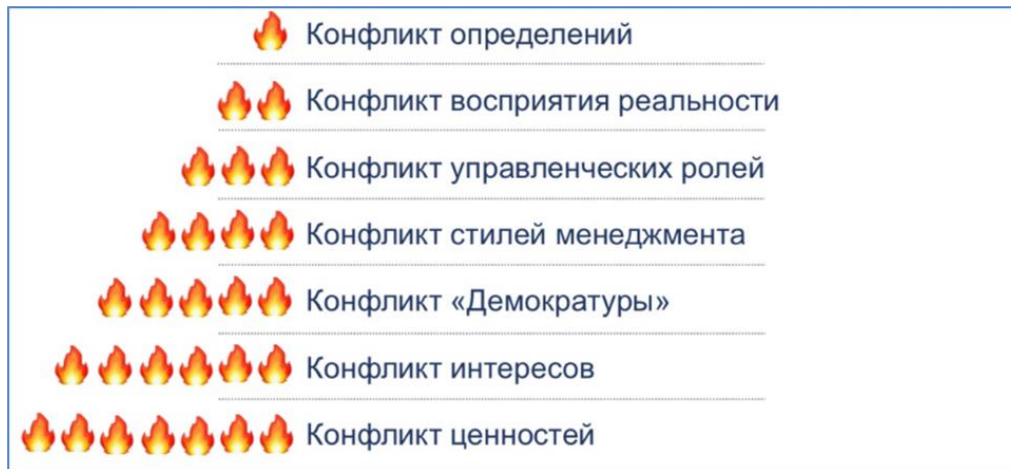 Конфликт определений
Конфликт восприятия реальности
Конфликт управленческих ролей
Конфликт стилей менеджмента
Конфликт «Демократуры»
Конфликт интересов
Конфликт ценностей